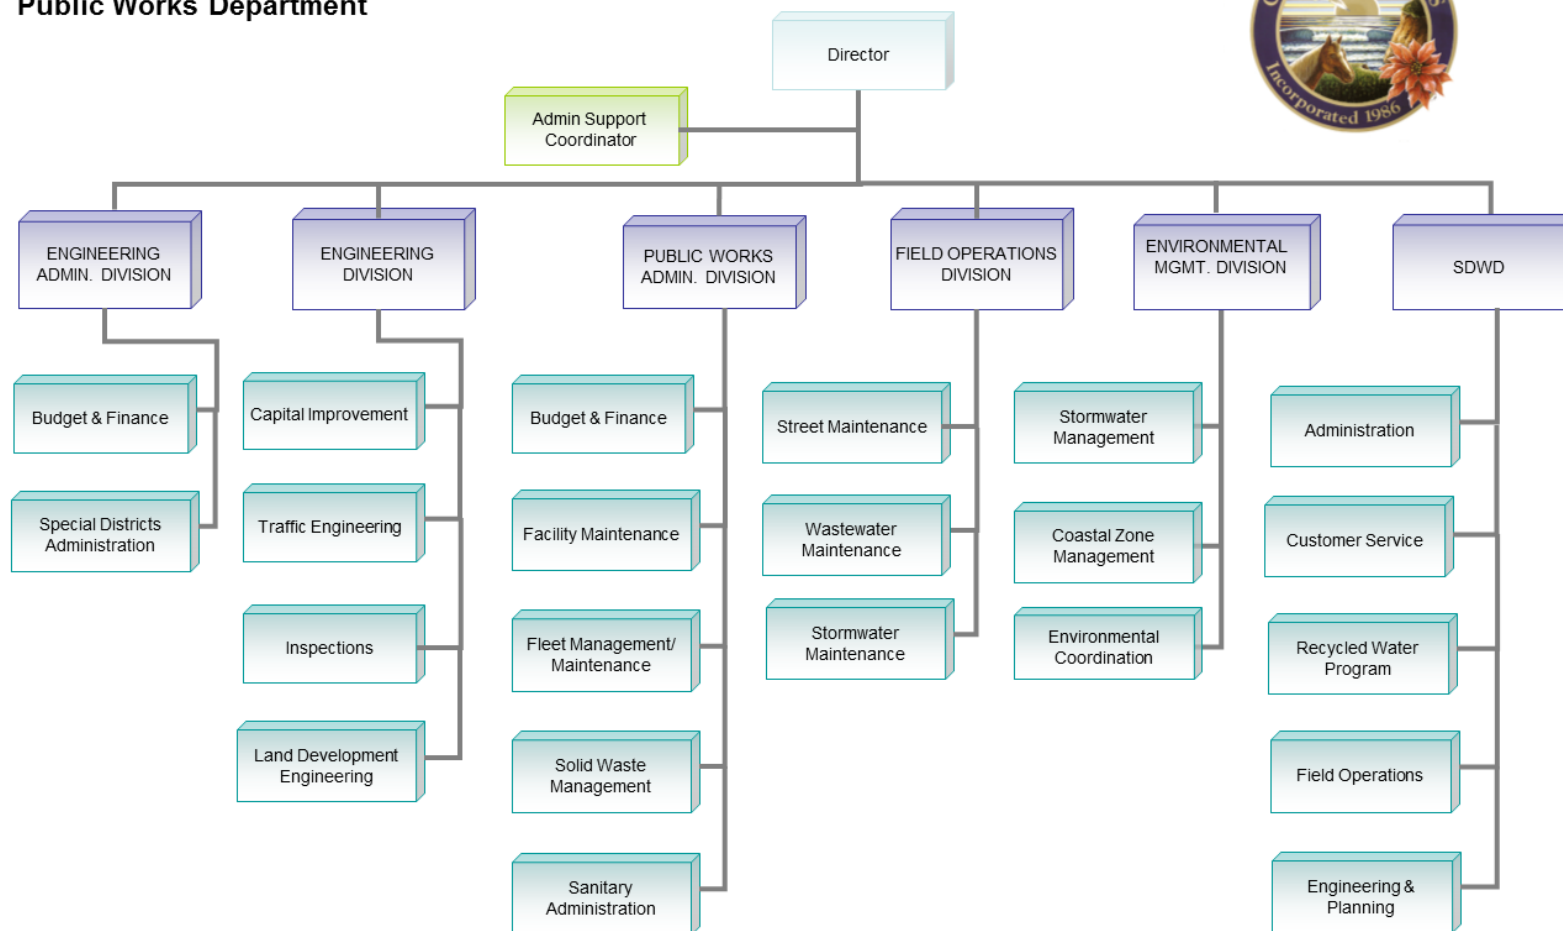 Public Works Department
Director
Incorporated 1986
Admin Support
Coordinator
ENGINEERING
ADMIN. DIVISION
ENGINEERING
DIVISION
PUBLIC WORKS
ADMIN. DIVISION
FIELD OPERATIONS
DIVISION
ENVIRONMENTAL
MGMT. DIVISION
SDWD
Budget & Finance
Special Districts
Administration
Capital Improvement
Traffic Engineering
Inspections
Land Development
Engineering
Budget & Finance
Facility Maintenance
Fleet Management/
Maintenance
Solid Waste
Management
Sanitary
Administration
Street Maintenance
Wastewater
Maintenance
Stormwater
Maintenance
Stormwater
Management
Coastal Zone
Management
Environmental
Coordination
Administration
Customer Service
Recycled Water
Program
Field Operations
Engineering &
Planning